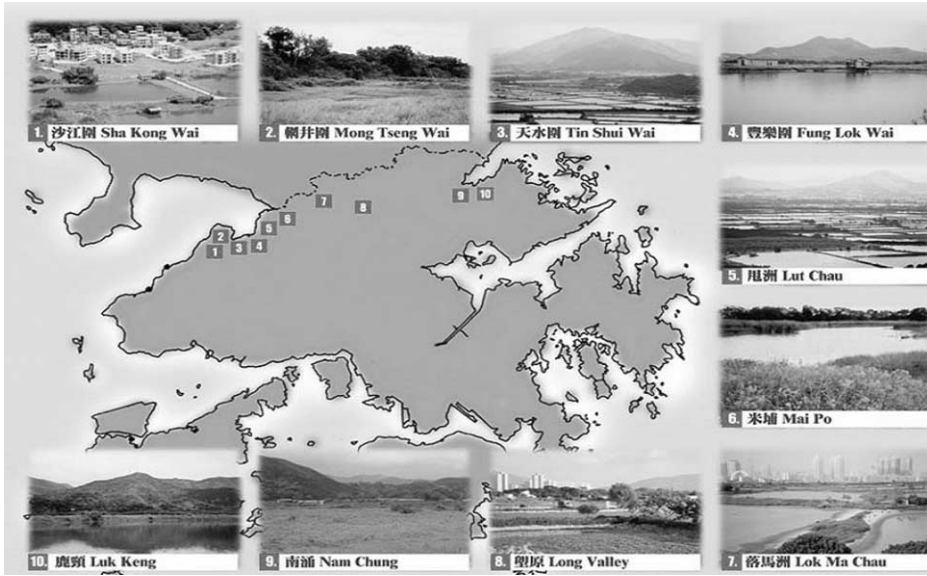 1. 沙江圍 Sha Kong Wai
2. 輞井圍 Mong Tseng Wai
3. 天水圍 Tin Shui Wai
4. 豐樂圍 Fung Lok Wai
1
2
3
4
5
6
7
8
9
10
5. 甩洲 Lut Chau
6. 米埔 Mai Po
10. 鹿頸 Luk Keng
9. 南涌 Nam Chung
8. 塱原 Long Valley
7. 落馬洲 Lok Ma Chau